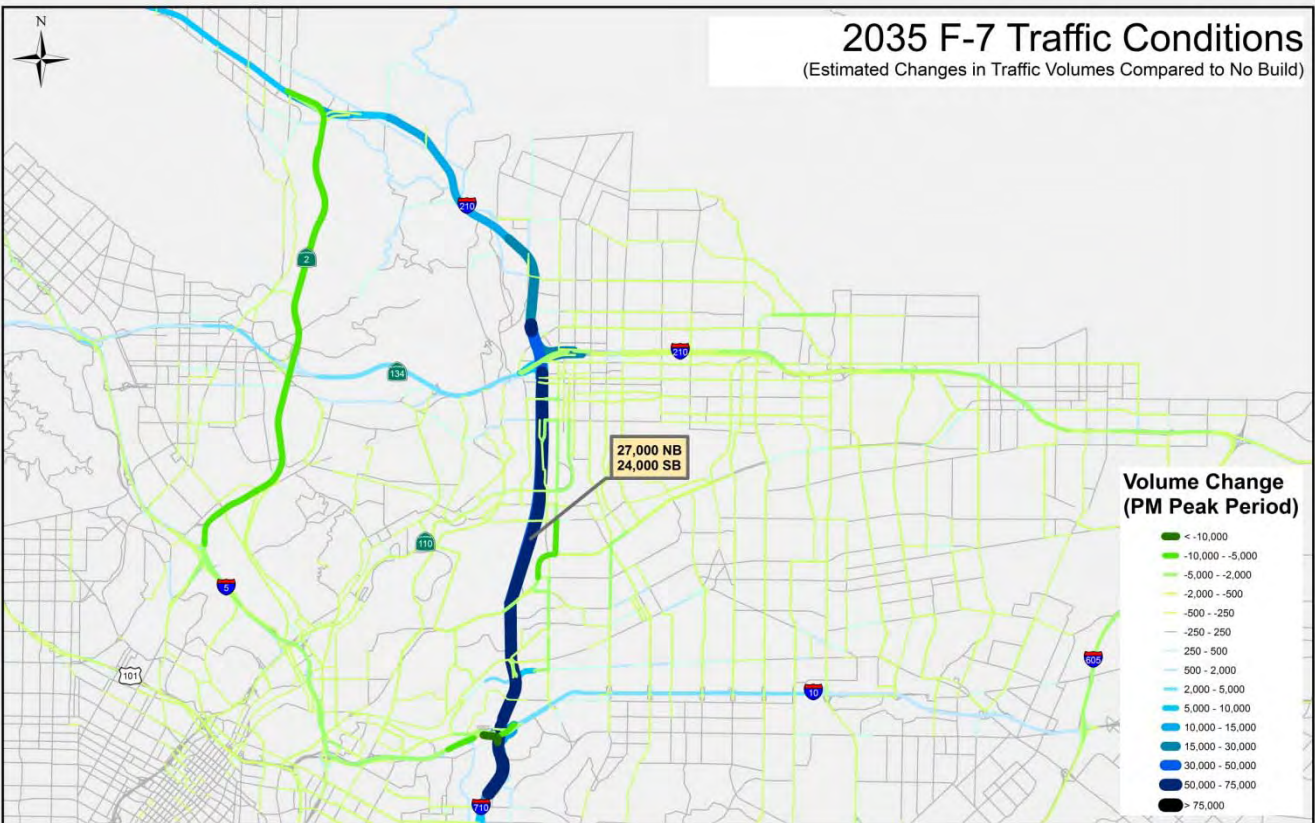 N
2035 F-7 Traffic Conditions
(Estimated Changes in Traffic Volumes Compared to No Build)
210
2
210
134
27,000 NB
24,000 SB
110
5
101
605
10
710
Volume Change
(PM Peak Period)
< -10,000
-10,000 - -5,000
-5,000 - -2,000
-2,000 - -500
-500 - -250
-250 - 250
250 - 500
500 - 2,000
2,000 - 5,000
5,000 - 10,000
10,000 - 15,000
15,000 - 30,000
30,000 - 50,000
50,000 - 75,000
> 75,000